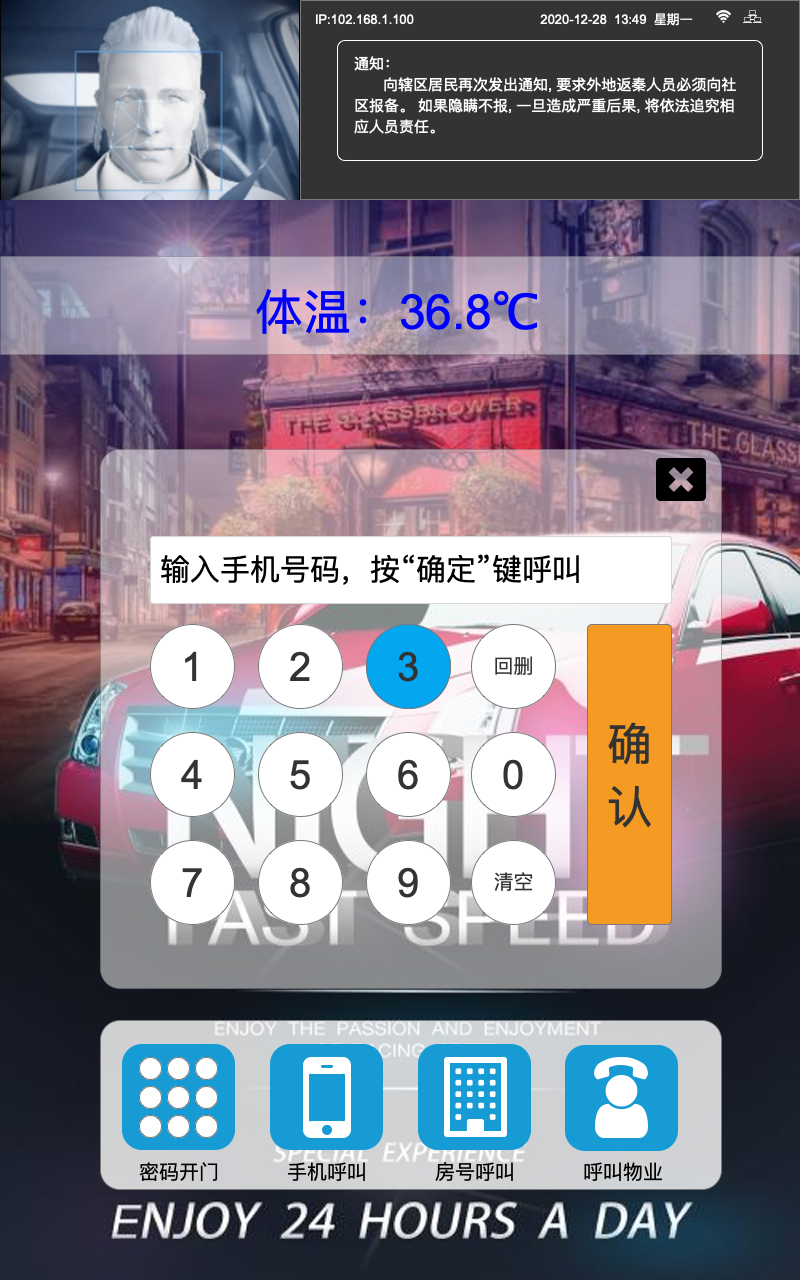 IP:102.168.1.100
2020-12-28 13:49 星期一
通知：
向辖区居民再次发出通知, 要求外地返秦人员必须向社
区报备。 如果隐瞒不报, 一旦造成严重后果, 将依法追究相
应人员责任。
体温：36.8℃
THE GLASSBLOWER
THE GLASS
输入手机号码，按“确定”键呼叫
1 2 3 回删
4 5 6 0
7 8 9 清空
确
认
NIGHT
FAST SPEED
ENJOY THE PASSION AND ENJOYMENT
SPECIAL EXPERIENCE
密码开门 手机呼叫 房号呼叫 呼叫物业
ENJOY 24 HOURS A DAY